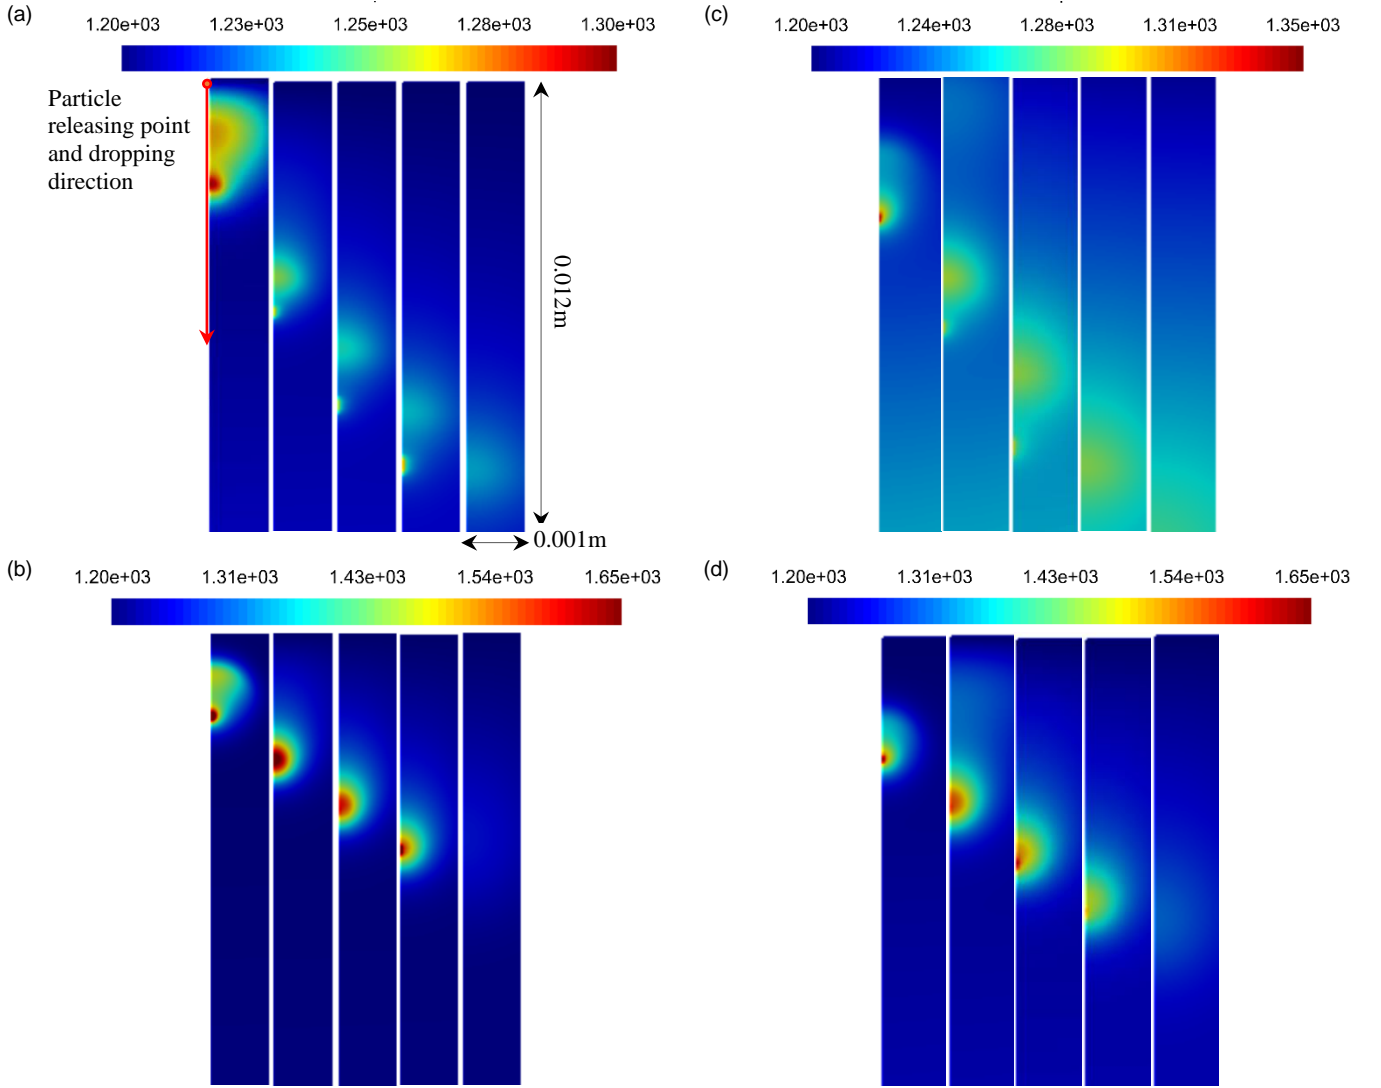 (a)
1.20e+03 1.23e+03 1.25e+03 1.28e+03 1.30e+03
Particle
releasing point
and dropping
direction
0.012m
0.001m
(c)
1.20e+03 1.24e+03 1.28e+03 1.31e+03 1.35e+03
(b)
1.20e+03 1.31e+03 1.43e+03 1.54e+03 1.65e+03
(d)
1.20e+03 1.31e+03 1.43e+03 1.54e+03 1.65e+03